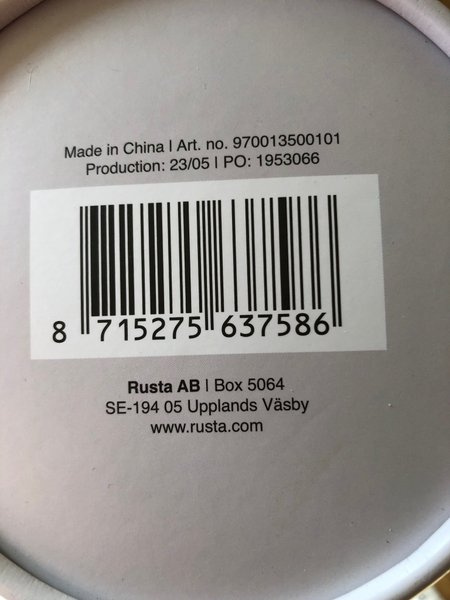 Made in China | Art. no. 970013500101
Production: 23/05 | PO: 1953066
8 715275 637586
Rusta AB | Box 5064
SE-194 05 Upplands Väsby
www.rusta.com